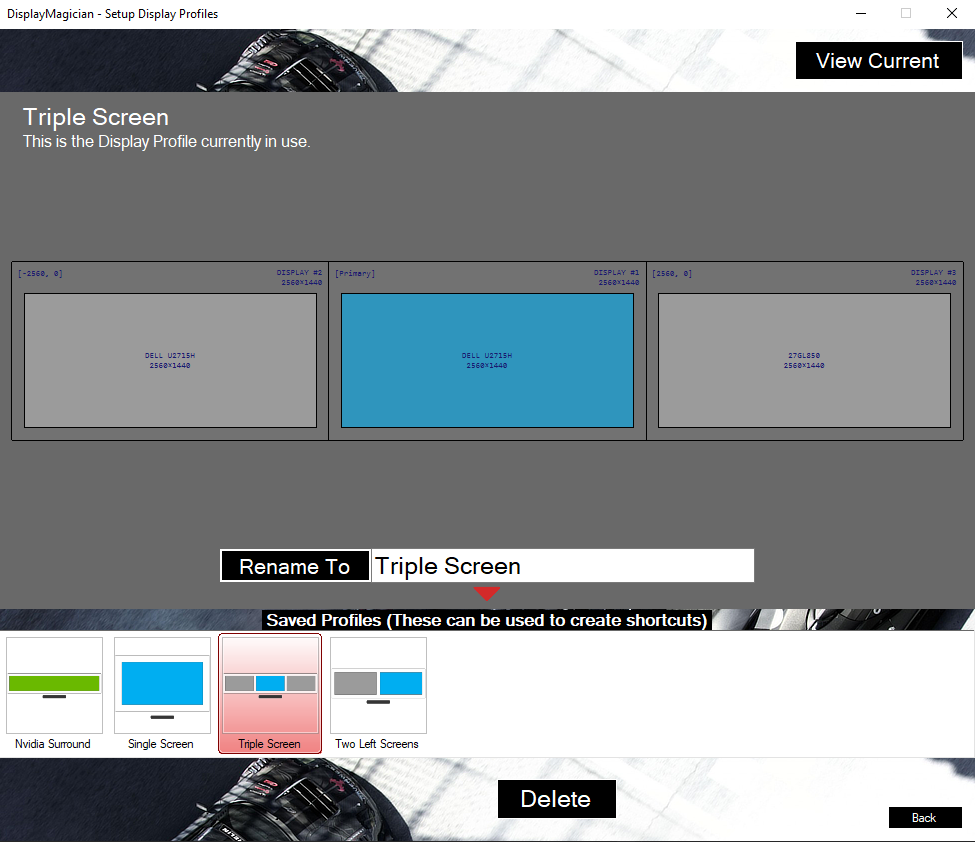 DisplayMagician - Setup Display Profiles
View Current
Triple Screen
This is the Display Profile currently in use.
[-2560, 0]
DISPLAY #2
2560×1440
DELL U2715H
2560×1440
[Primary]
DISPLAY #1
2560×1440
DELL U2715H
2560×1440
[2560, 0]
DISPLAY #3
2560×1440
27GL850
2560×1440
Rename To
Triple Screen
Saved Profiles (These can be used to create shortcuts)
Nvidia Surround
Single Screen
Triple Screen
Two Left Screens
Delete
Back